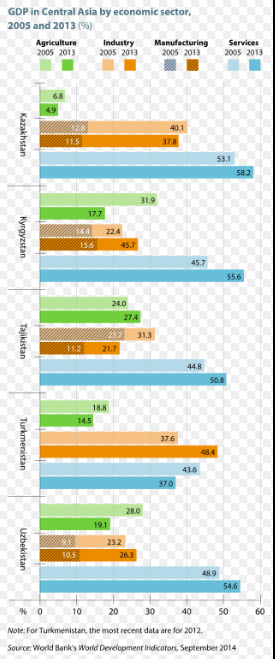 GDP in Central Asia by economic sector,
2005 and 2013 (%)
Agriculture Industry Manufacturing Services
2005 2013 2005 2013 2005 2013 2005 2013
Kazakhstan
6.8
4.9
12.8 40.1
11.5 37.8
53.1
58.2
Kyrgyzstan
31.9
17.7
14.4 22.4
15.6 45.7
45.7
55.6
Tajikistan
24.0
27.4
31.3
11.2 21.7
44.8
50.8
Turkmenistan
18.8
14.5
37.6
48.4
43.6
37.0
Uzbekistan
28.0
19.1
9.1 23.2
10.5 26.3
48.9
54.6
% 0 10 20 30 40 50 60
Note: For Turkmenistan, the most recent data are for 2012.
Source: World Bank's World Development Indicators, September 2014